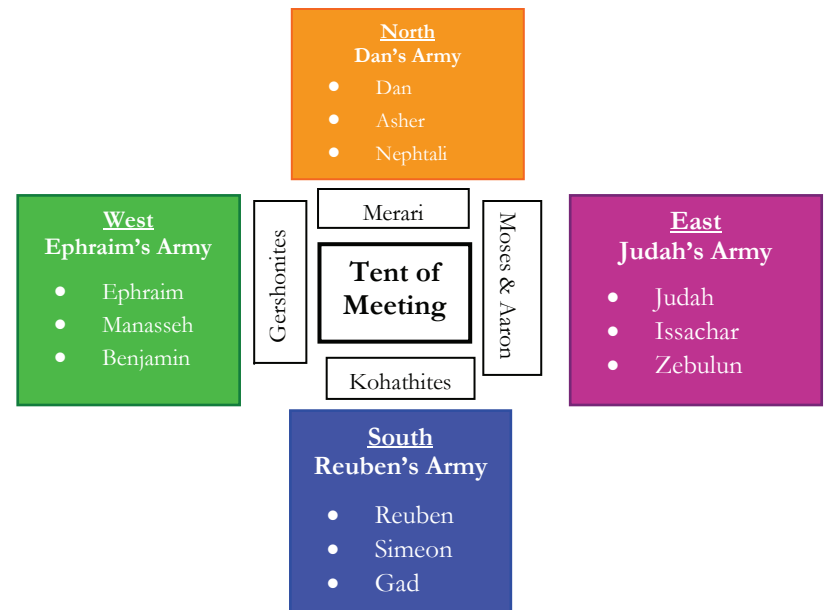 North
Dan's Army
• Dan
• Asher
• Nephtali
West
Ephraim's Army
• Ephraim
• Manasseh
• Benjamin
Gershonites
Merari
Tent of
Meeting
Kohathites
Moses & Aaron
East
Judah's Army
• Judah
• Issachar
• Zebulun
South
Reuben's Army
• Reuben
• Simeon
• Gad